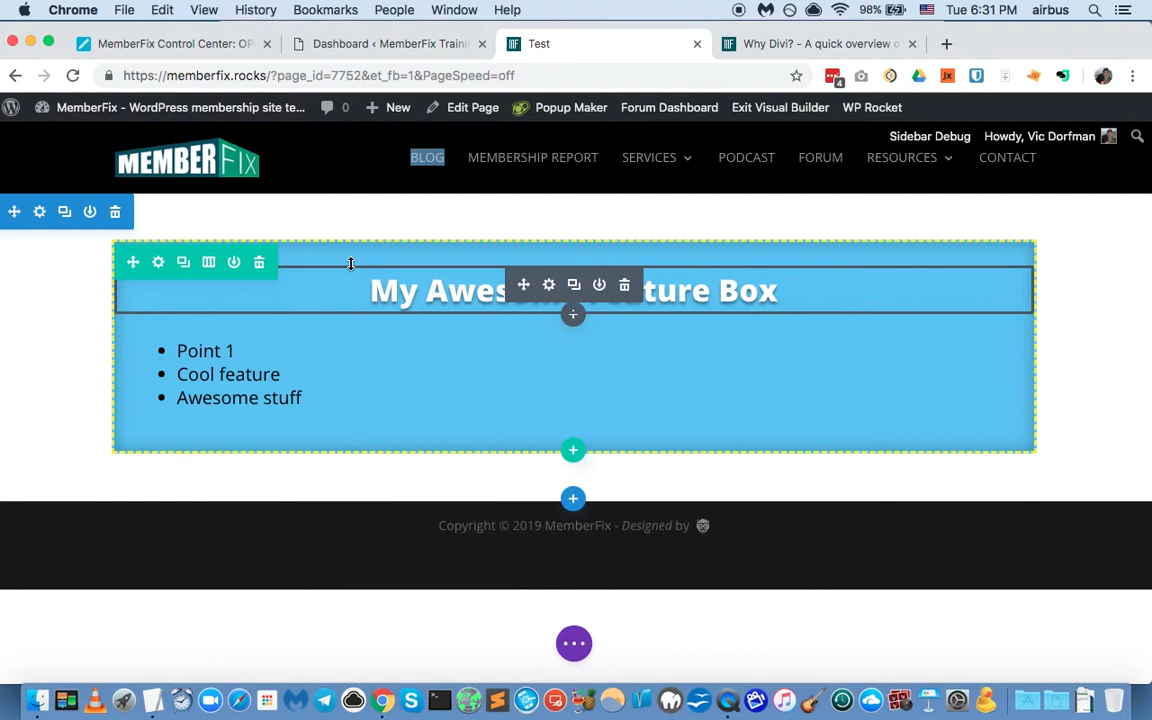 Chrome File Edit View History Bookmarks People Window Help 98% Tue 6:31 PM airbus
MemberFix Control Center: OP × Dashboard ‹ MemberFix Traini × Test × Why Divi? - A quick overview o ×
https://memberfix.rocks/?page_id=7752&et_fb=1&PageSpeed=off
MemberFix – WordPress membership site te... 0 New Edit Page Popup Maker Forum Dashboard Exit Visual Builder WP Rocket
Sidebar Debug Howdy, Vic Dorfman
MEMBERFIX BLOG MEMBERSHIP REPORT SERVICES PODCAST FORUM RESOURCES CONTACT
My Awes ture Box
• Point 1
• Cool feature
• Awesome stuff
Copyright © 2019 MemberFix - Designed by